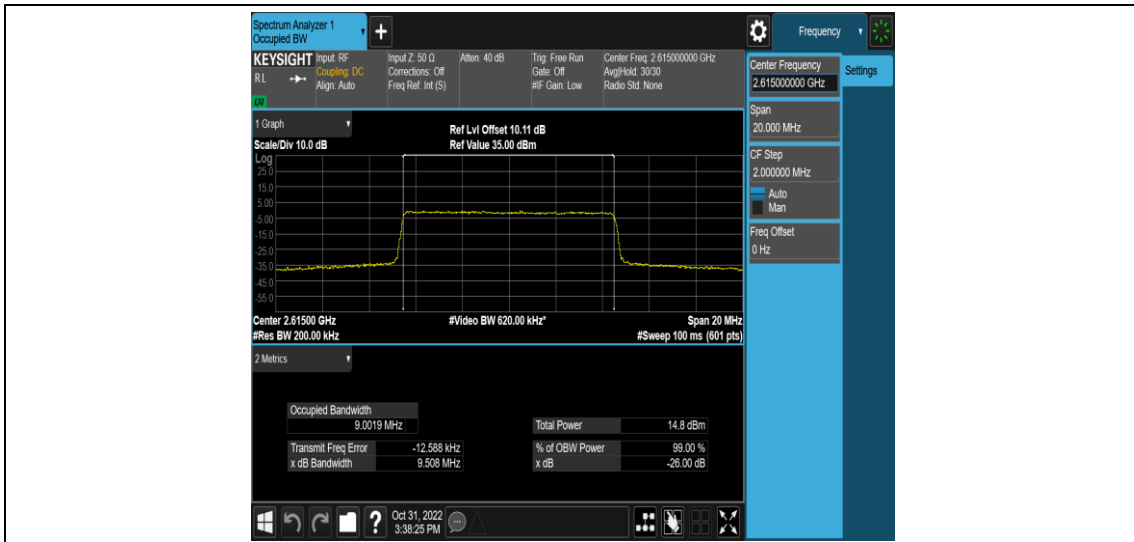 Spectrum Analyzer 1
Occupied BW
Frequency
KEYSIGHT
RL
Input: RF
Coupling: DC
Align: Auto
Input Z: 50 Ω
Corrections: Off
Freq Ref: Int (S)
Atten: 40 dB
Trig: Free Run
Gate: Off
#IF Gain: Low
Center Freq: 2.615000000 GHz
Avg|Hold: 30/30
Radio Std: None
1 Graph
Scale/Div 10.0 dB
Ref Lvl Offset 10.11 dB
Ref Value 35.00 dBm
Log
25.0
15.0
5.00
-5.00
-15.0
-25.0
-35.0
-45.0
-55.0
Center 2.61500 GHz
#Video BW 620.00 kHz*
Span 20 MHz
#Res BW 200.00 kHz
#Sweep 100 ms (601 pts)
2 Metrics
Occupied Bandwidth
9.0019 MHz
Total Power 14.8 dBm
Transmit Freq Error -12.588 kHz
% of OBW Power 99.00 %
x dB Bandwidth 9.508 MHz
x dB -26.00 dB
Center Frequency
2.615000000 GHz
Settings
Span
20.000 MHz
CF Step
2.000000 MHz
Auto
Man
Freq Offset
0 Hz
?
Oct 31, 2022
3:38:25 PM